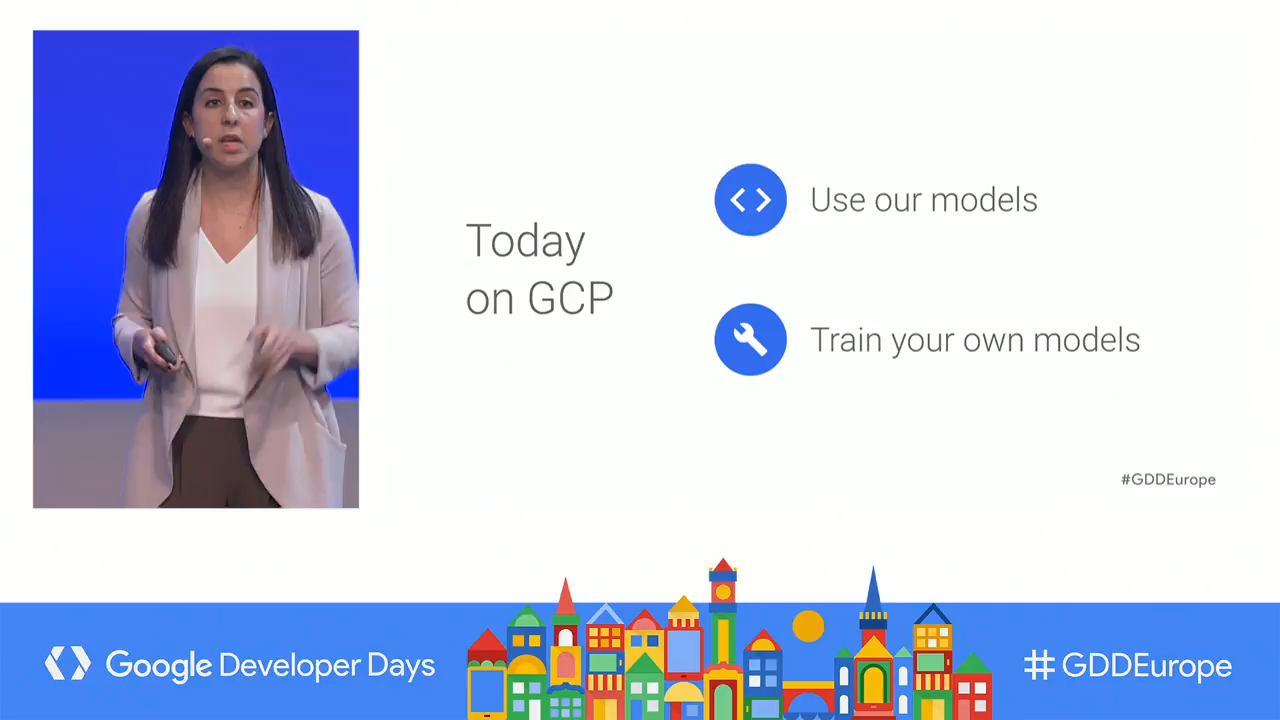 Today
on GCP
Use our models
Train your own models
#GDDEurope
Google Developer Days
#GDDEurope